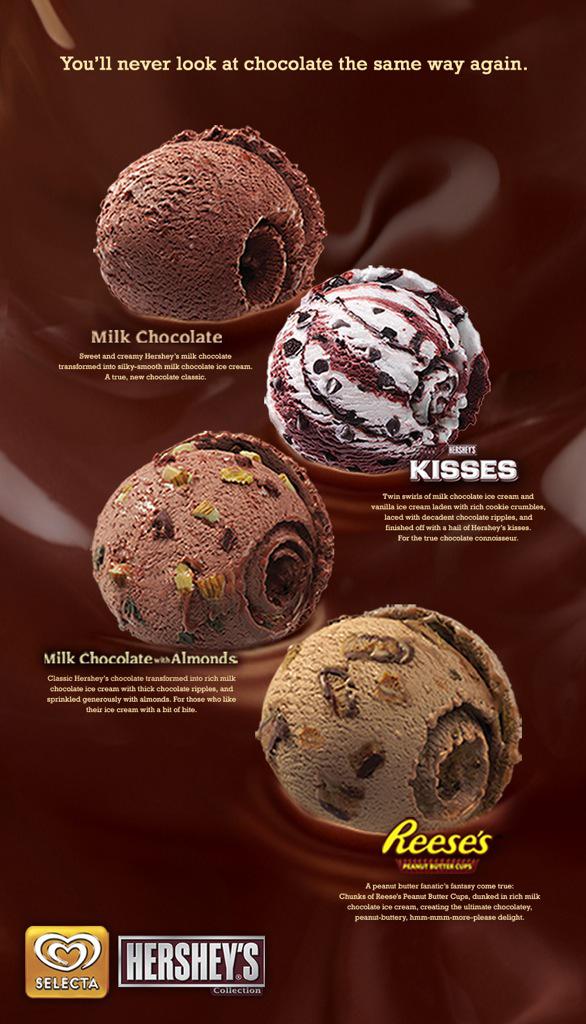 You'll never look at chocolate the same way again.
Milk Chocolate
Sweet and creamy Hershey's milk chocolate
transformed into silky-smooth milk chocolate ice cream.
A true, new chocolate classic.
HERSHEY'S
KISSES
Twin swirls of milk chocolate ice cream and
vanilla ice cream laden with rich cookie crumbles,
laced with decadent chocolate ripples, and
finished off with a hail of Hershey's kisses.
For the true chocolate connoisseur.
Milk Chocolate with Almonds
Classic Hershey's chocolate transformed into rich milk
chocolate ice cream with thick chocolate ripples, and
sprinkled generously with almonds. For those who like
their ice cream with a bit of bite.
Reese's
PEANUT BUTTER CUPS
A peanut butter fanatic's fantasy come true:
Chunks of Reese's Peanut Butter Cups, dunked in rich milk
chocolate ice cream, creating the ultimate chocolatey,
peanut-buttery, hmm-mmm-more-please delight.
SELECTA
HERSHEY'S
Collection